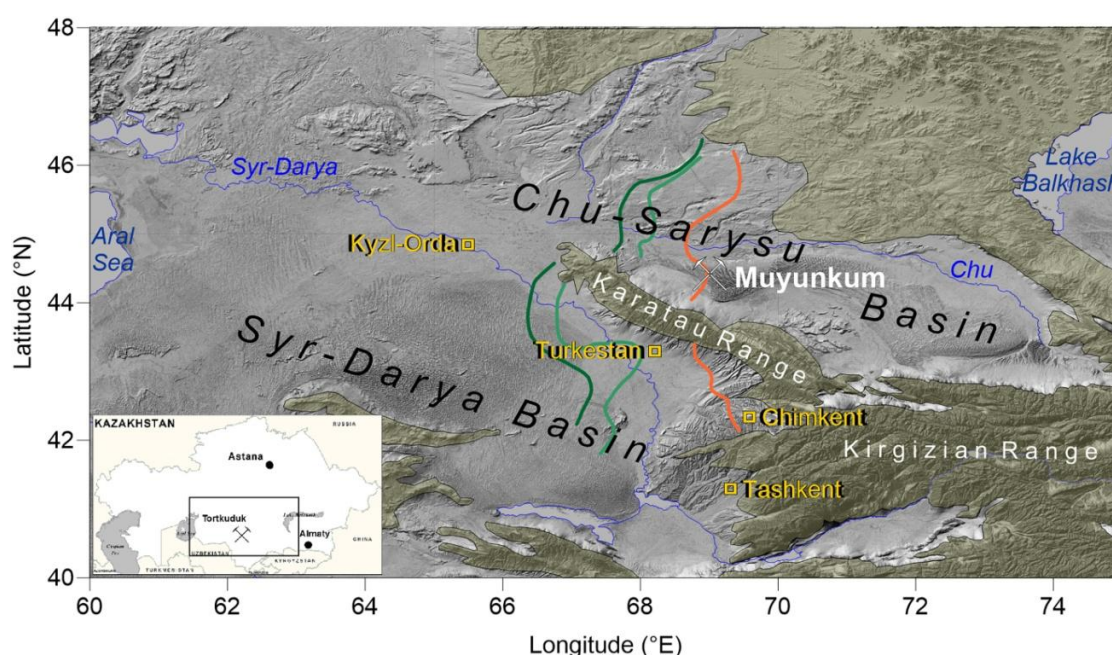 48
46
44
42
40
Latitude (°N)
60
62
64
66
68
70
72
74
Longitude (°E)
Syr-Darya
Aral
Sea
Kyzl-Orda
Chu-Sarysu
Basin
Lake
Balkhash
Chu
Muyunkum
Karatau Range
Turkestan
Syr-Darya Basin
Chimkent
Kirgizian Range
Tashkent
KAZAKHSTAN
RUSSIA
Astana
Tortkuduk
Almaty
CHINA
UZBEKISTAN
KYRGYZSTAN
TURKMENISTAN